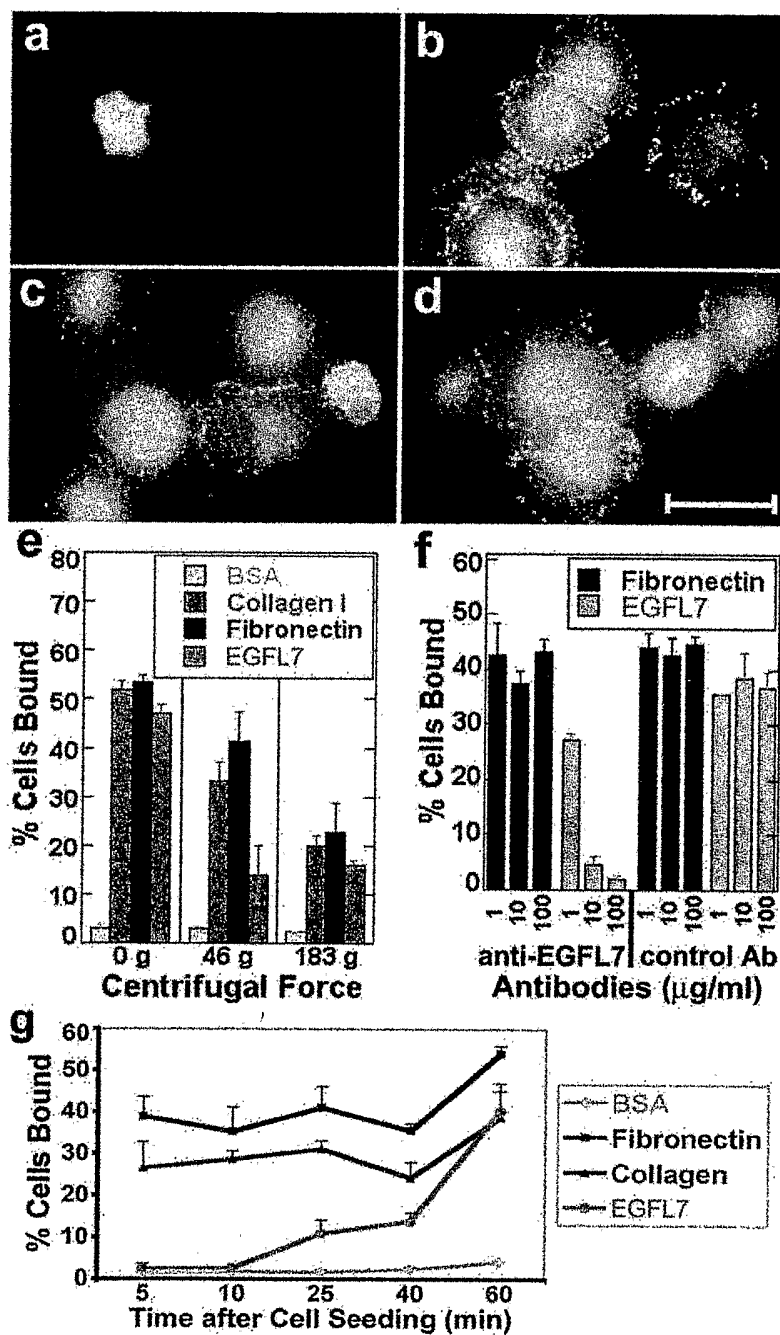 a
b
c
d
e
80
70
60
50
40
30
20
10
0
% Cells Bound
BSA
Collagen I
Fibronectin
EGFL7
0 g 46 g 183 g
Centrifugal Force
f
60
50
40
30
20
10
0
% Cells Bound
Fibronectin
EGFL7
1 10 100 1 10 100 1 10 100 1 10 100
anti-EGFL7 control Ab
Antibodies (µg/ml)
g
60
50
40
30
20
10
0
% Cells Bound
5 10 25 40 60
Time after Cell Seeding (min)
BSA
Fibronectin
Collagen
EGFL7